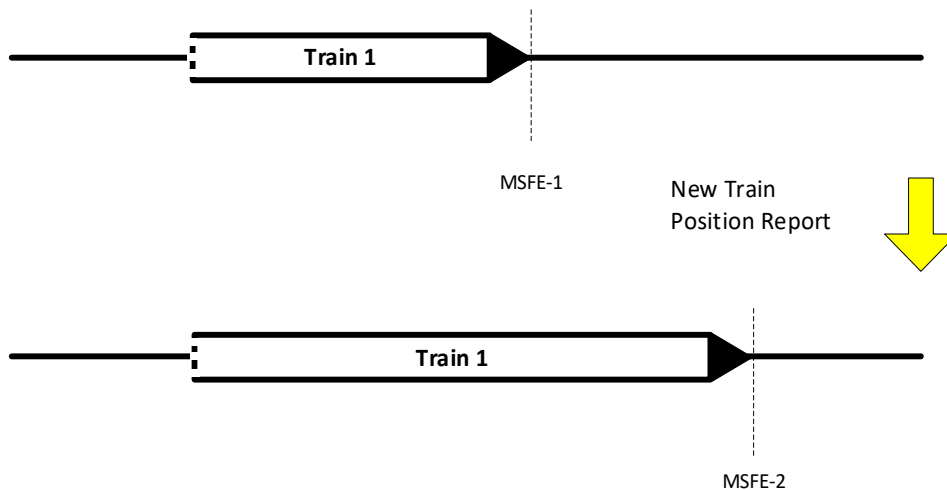 Train 1
MSFE-1
New Train
Position Report
Train 1
MSFE-2